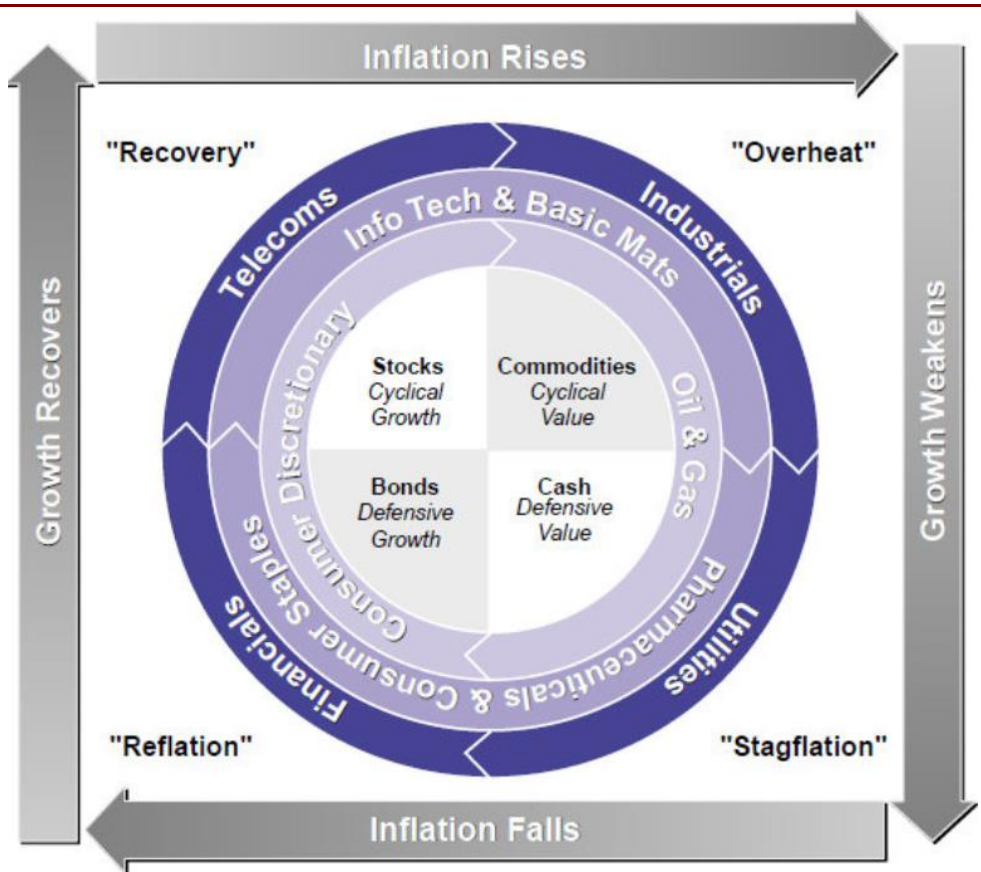 Inflation Rises
"Recovery"
"Overheat"
Telecoms
Info Tech & Basic Mats
Industrials
Growth Recovers
Growth Weakens
Consumer Discretionary
Stocks
Cyclical
Growth
Commodities
Cyclical
Value
Oil & Gas
Bonds
Defensive
Growth
Cash
Defensive
Value
Financials
Pharmaceuticals & Consumer Staples
Utilities
"Reflation"
"Stagflation"
Inflation Falls